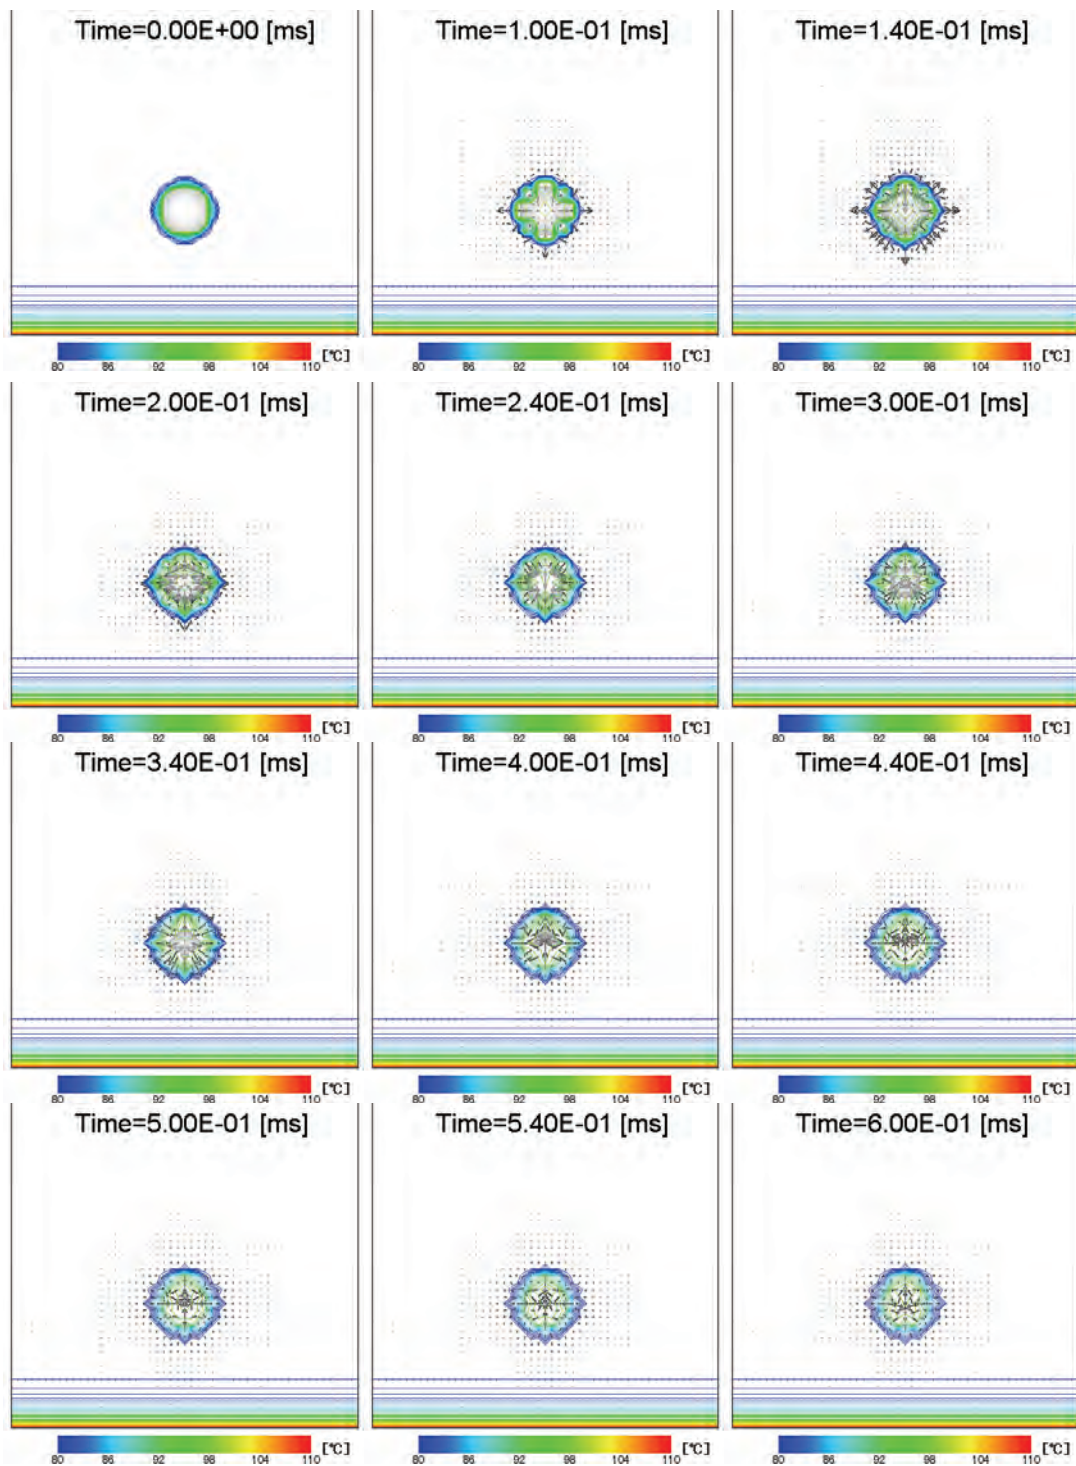 Time=0.00E+00 [ms] Time=1.00E-01 [ms] Time=1.40E-01 [ms]
[℃] [℃] [℃]
80 86 92 98 104 110 80 86 92 98 104 110 80 86 92 98 104 110
Time=2.00E-01 [ms] Time=2.40E-01 [ms] Time=3.00E-01 [ms]
[℃] [℃] [℃]
80 86 92 98 104 110 80 86 92 98 104 110 80 86 92 98 104 110
Time=3.40E-01 [ms] Time=4.00E-01 [ms] Time=4.40E-01 [ms]
[℃] [℃] [℃]
80 86 92 98 104 110 80 86 92 98 104 110 80 86 92 98 104 110
Time=5.00E-01 [ms] Time=5.40E-01 [ms] Time=6.00E-01 [ms]
[℃] [℃] [℃]
80 86 92 98 104 110 80 86 92 98 104 110 80 86 92 98 104 110